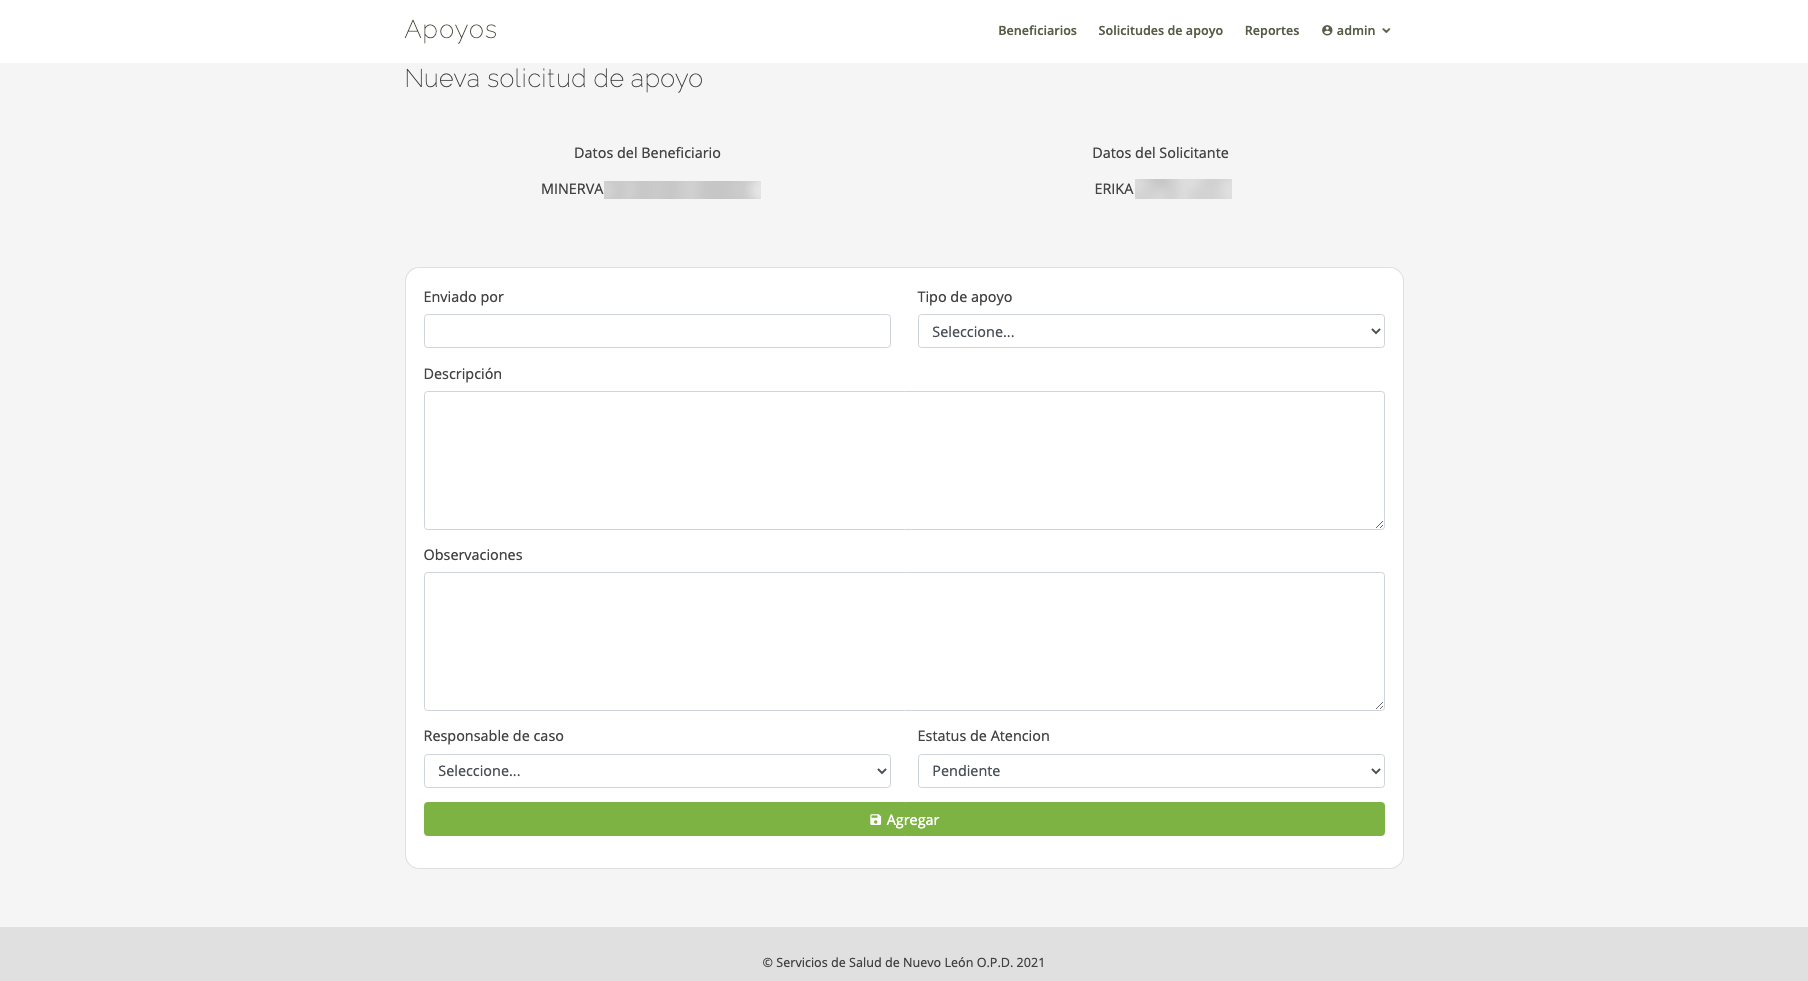 Apoyos
Beneficiarios
Solicitudes de apoyo
Reportes
admin
Nueva solicitud de apoyo
Datos del Beneficiario
Datos del Solicitante
MINERVA
ERIKA
Enviado por
Tipo de apoyo
Seleccione...
Descripción
Observaciones
Responsable de caso
Estatus de Atencion
Seleccione...
Pendiente
Agregar
© Servicios de Salud de Nuevo León O.P.D. 2021